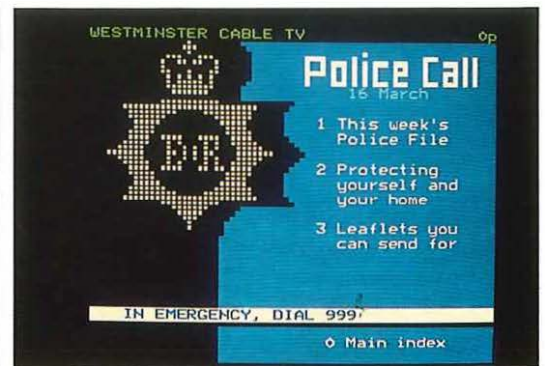 WESTMINSTER CABLE TV 0p
Police Call
16 March
1 This week's
Police File
2 Protecting
yourself and
your home
3 Leaflets you
can send for
E R
IN EMERGENCY, DIAL 999
0 Main index